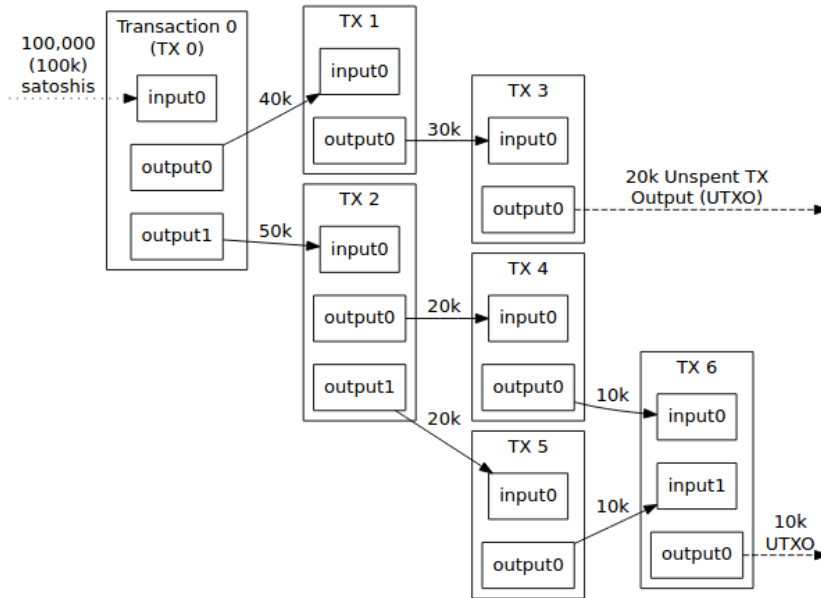 100,000
(100k)
satoshis
Transaction 0
(TX 0)
input0
output0
output1
40k
50k
TX 1
input0
output0
30k
TX 2
input0
output0
output1
20k
20k
TX 3
input0
output0
20k Unspent TX
Output (UTXO)
TX 4
input0
output0
10k
TX 5
input0
output0
10k
TX 6
input0
input1
output0
10k
UTXO